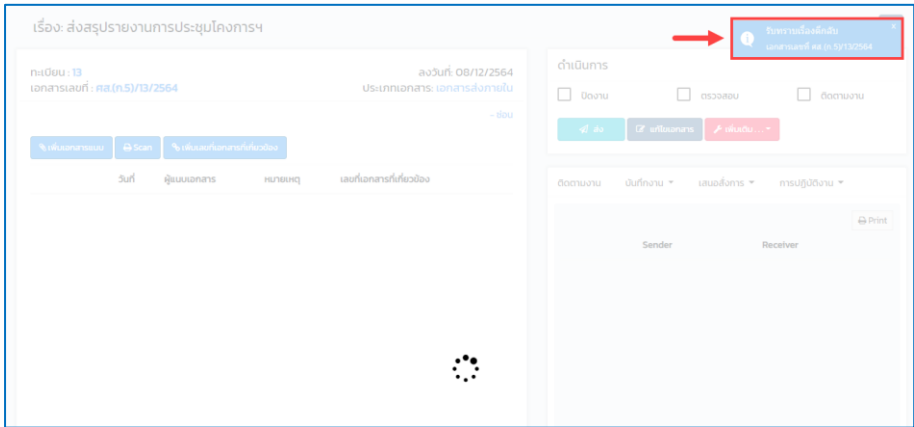 เรื่อง: ส่งสรุปรายงานการประชุมโครงการฯ
รับทราบเรื่องตีกลับ
เอกสารเลขที่ ศส.(ก.5)/13/2564
ทะเบียน : 13
ลงวันที่: 08/12/2564
เอกสารเลขที่ : ศส.(ก.5)/13/2564
ประเภทเอกสาร: เอกสารส่งภายใน
- ซ่อน
เพิ่มเอกสารแนบ
Scan
เพิ่มเลขที่เอกสารที่เกี่ยวข้อง
วันที่ ผู้แนบเอกสาร หมายเหตุ เลขที่เอกสารที่เกี่ยวข้อง
ดำเนินการ
ปิดงาน ตรวจสอบ ติดตามงาน
ส่ง แก้ไขเอกสาร เพิ่มเติม...
ติดตามงาน บันทึกงาน เสนอสั่งการ การปฏิบัติงาน
Print
Sender Receiver